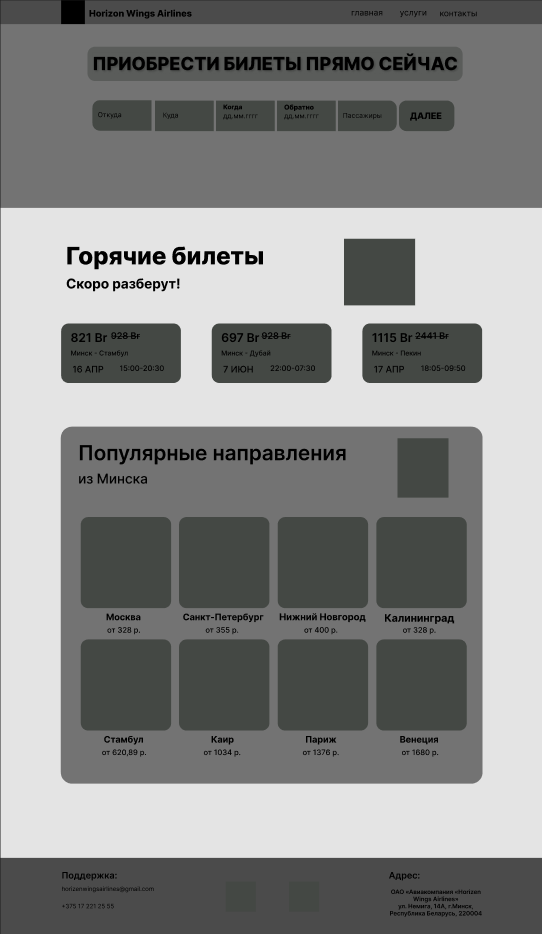 Horizon Wings Airlines главная услуги контакты
ПРИОБРЕСТИ БИЛЕТЫ ПРЯМО СЕЙЧАС
Откуда Куда Когда дд.мм.гггг Обратно дд.мм.гггг Пассажиры ДАЛЕЕ
Горячие билеты
Скоро разберут!
821 Br 928 Br
Минск - Стамбул
16 АПР 15:00-20:30
697 Br 928 Br
Минск - Дубай
7 ИЮН 22:00-07:30
1115 Br 2441 Br
Минск - Пекин
17 АПР 18:05-09:50
Популярные направления
из Минска
Москва Санкт-Петербург Нижний Новгород Калининград
от 328 р. от 355 р. от 400 р. от 328 р.
Стамбул Каир Париж Венеция
от 620,89 р. от 1034 р. от 1376 р. от 1680 р.
Поддержка:
horizonwingsairlines@gmail.com
+375 17 221 25 55
Адрес:
ОАО «Авиакомпания «Horizon
Wings Airlines»
ул. Немига, 14А, г.Минск,
Республика Беларусь, 220004